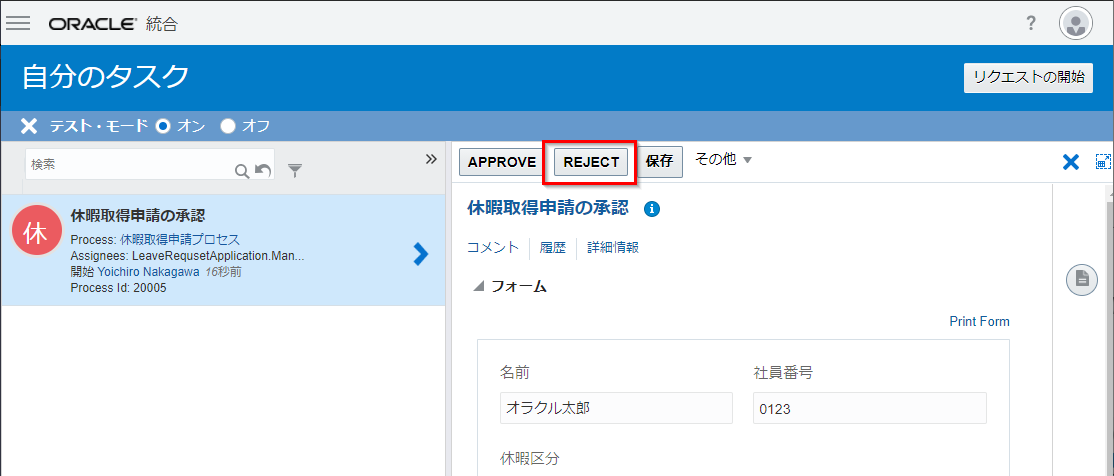 ORACLE 統合
?
自分のタスク
リクエストの開始
テスト・モード オン オフ
検索
APPROVE REJECT 保存 その他
休
休暇取得申請の承認
Process: 休暇取得申請プロセス
Assignees: LeaveRequsetApplication.Man...
開始 Yoichiro Nakagawa 16秒前
Process Id: 20005
休暇取得申請の承認
コメント 履歴 詳細情報
フォーム
Print Form
名前 社員番号
オラクル太郎 0123
休暇区分